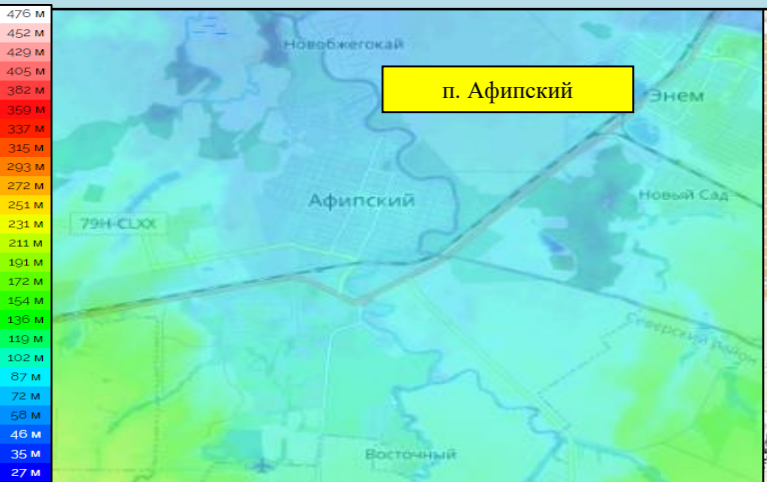 476 м
452 м
429 м
405 м
382 м
359 м
337 м
315 м
293 м
272 м
251 м
231 м
211 м
191 м
172 м
154 м
136 м
119 м
102 м
87 м
72 м
58 м
46 м
35 м
27 м
Новобжегокай
п. Афипский
Энем
Афипский
Новый Сад
79H-CLXX
Северский район
Восточный